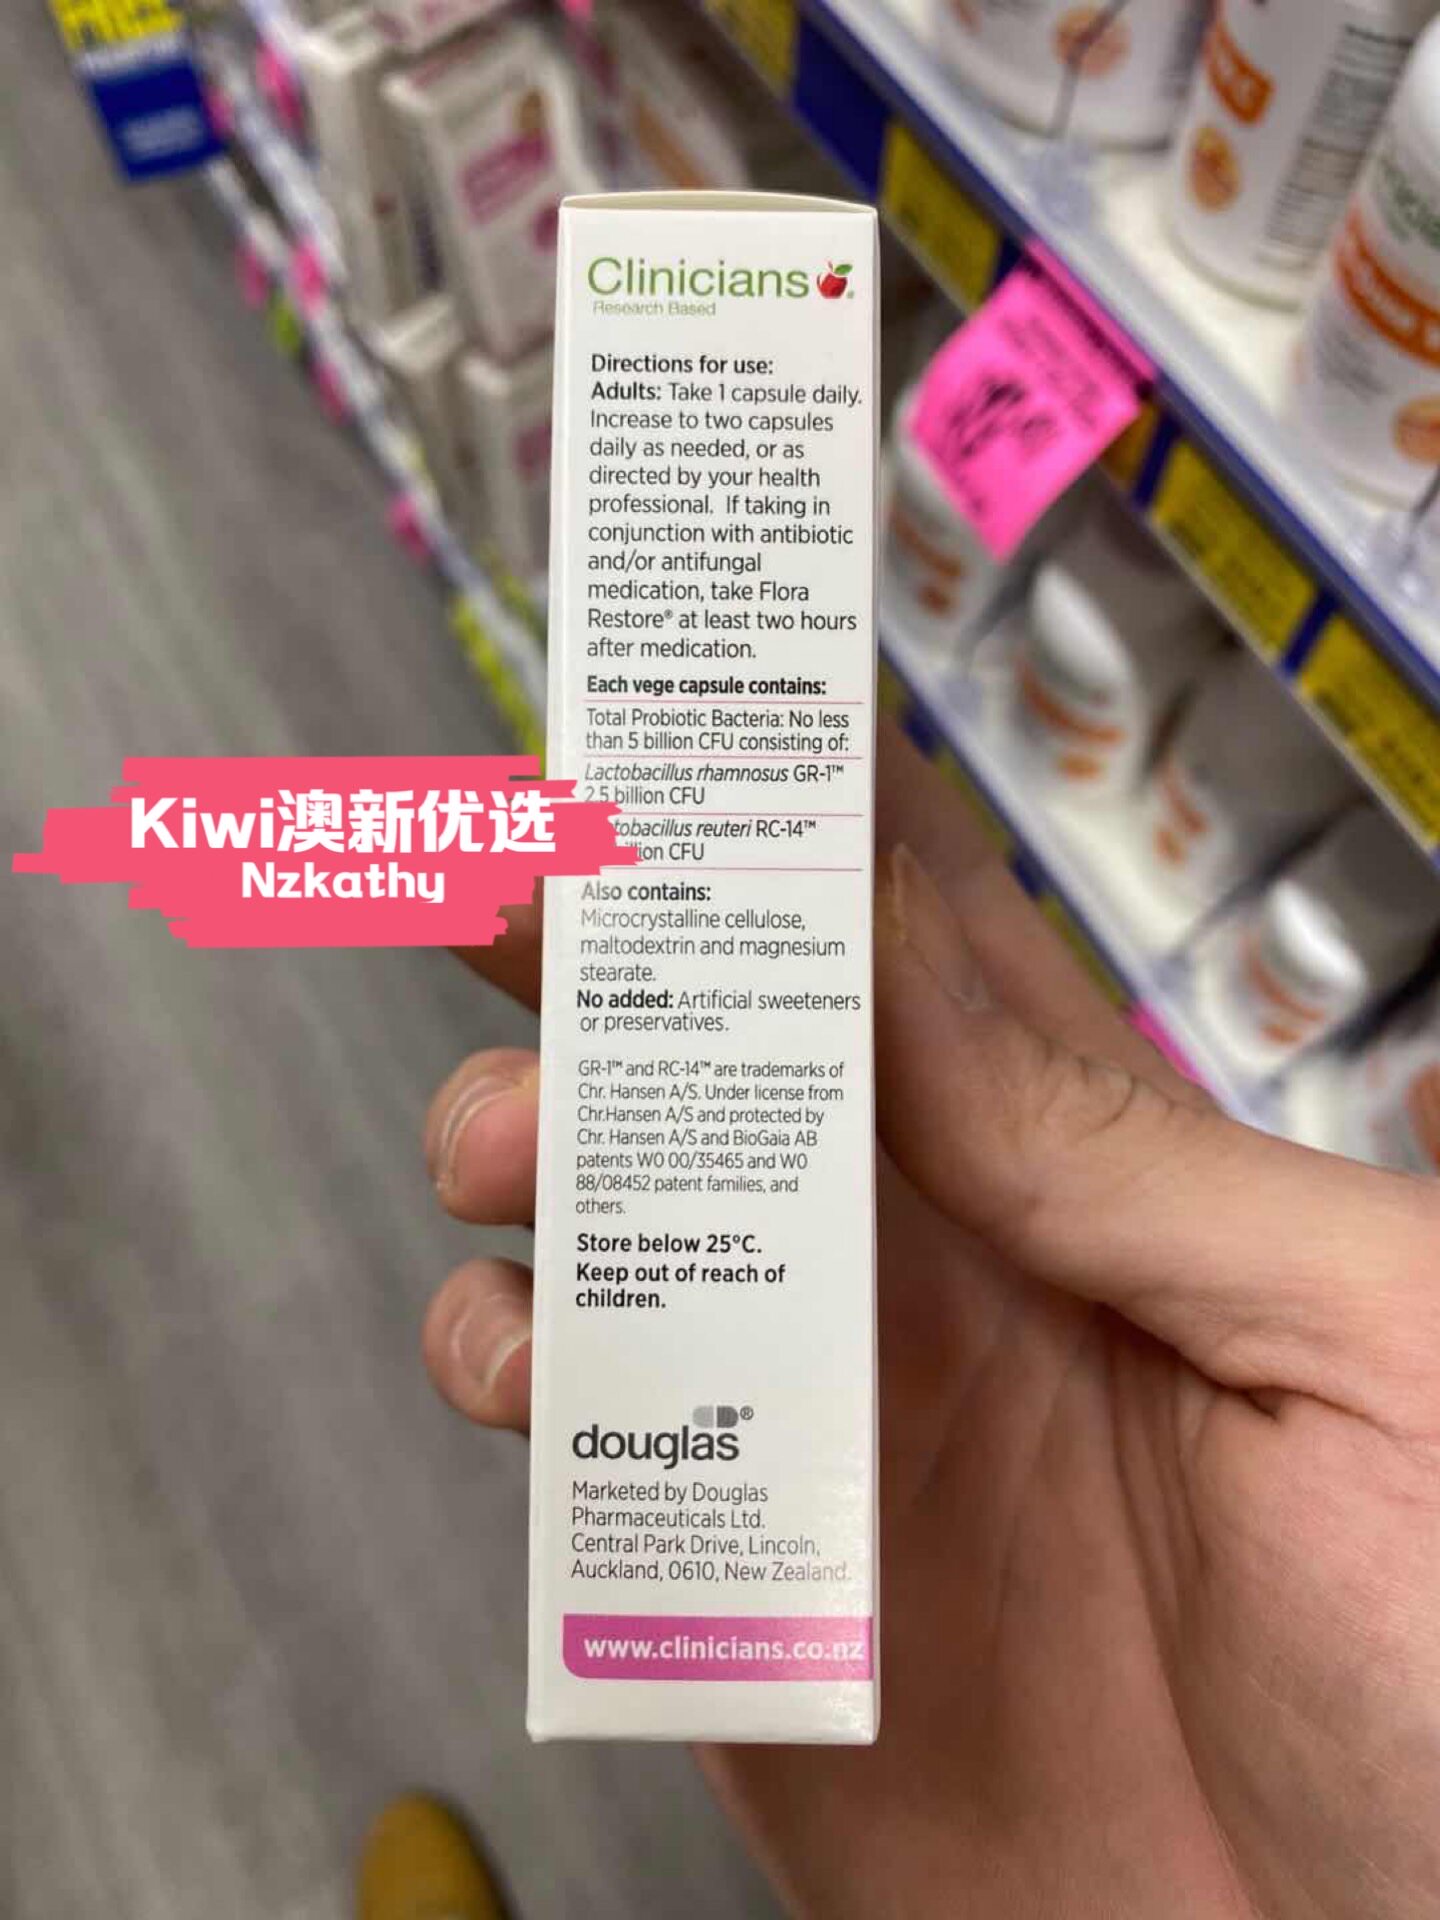 Clinicians
Research Based
Directions for use:
Adults: Take 1 capsule daily.
Increase to two capsules
daily as needed, or as
directed by your health
professional. If taking in
conjunction with antibiotic
and/or antifungal
medication, take Flora
Restore® at least two hours
after medication.
Each vege capsule contains:
Total Probiotic Bacteria: No less
than 5 billion CFU consisting of:
Lactobacillus rhamnosus GR-1™
2.5 billion CFU
reuteri RC-14™
CFU
Kiwi澳新优选
Nzkathy
Also contains:
Microcrystalline cellulose,
maltodextrin and magnesium
stearate.
No added: Artificial sweeteners
or preservatives.
GR-1™ and RC-14™ are trademarks of
Chr. Hansen A/S. Under license from
Chr.Hansen A/S and protected by
Chr. Hansen A/S and BioGaia AB
patents WO 00/35465 and WO
88/08452 patent families, and
others.
Store below 25°C.
Keep out of reach of
children.
douglas®
Marketed by Douglas
Pharmaceuticals Ltd.
Central Park Drive, Lincoln,
Auckland, 0610, New Zealand.
www.clinicians.co.nz